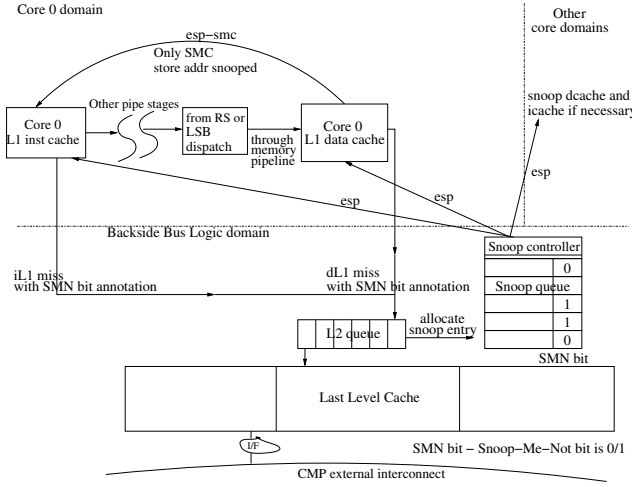 Core 0 domain
Other
core domains
esp-smc
Only SMC
store addr snooped
snoop dcache and
icache if necessary
Other pipe stages
Core 0
L1 inst cache
from RS or
LSB
dispatch
through
memory
pipeline
Core 0
L1 data cache
esp
esp
esp
Backside Bus Logic domain
Snoop controller
0
Snoop queue
1
1
0
SMN bit
iL1 miss
with SMN bit annotation
dL1 miss
with SMN bit annotation
L2 queue
allocate
snoop entry
Last Level Cache
I/F
SMN bit - Snoop-Me-Not bit is 0/1
CMP external interconnect